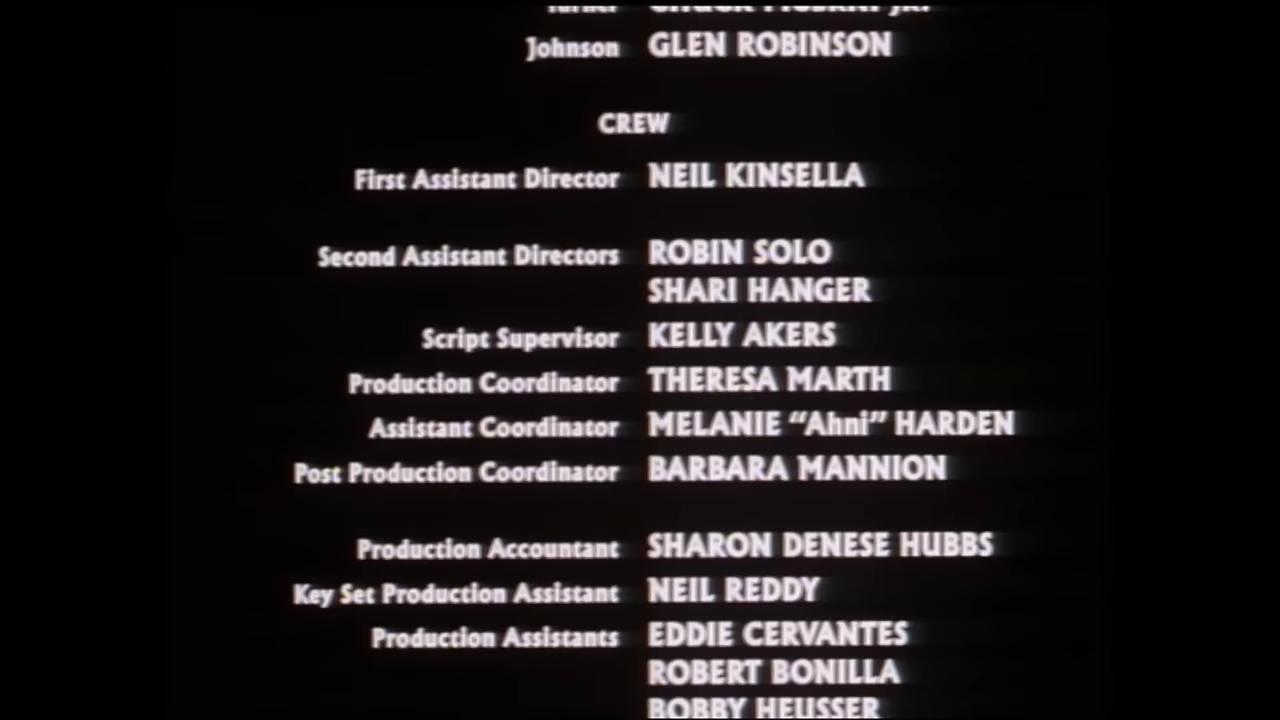 Johnson GLEN ROBINSON
CREW
First Assistant Director NEIL KINSELLA
Second Assistant Directors ROBIN SOLO
SHARI HANGER
Script Supervisor KELLY AKERS
Production Coordinator THERESA MARTH
Assistant Coordinator MELANIE “Ahni” HARDEN
Post Production Coordinator BARBARA MANNION
Production Accountant SHARON DENESE HUBBS
Key Set Production Assistant NEIL REDDY
Production Assistants EDDIE CERVANTES
ROBERT BONILLA
BOBBY HEUSSER